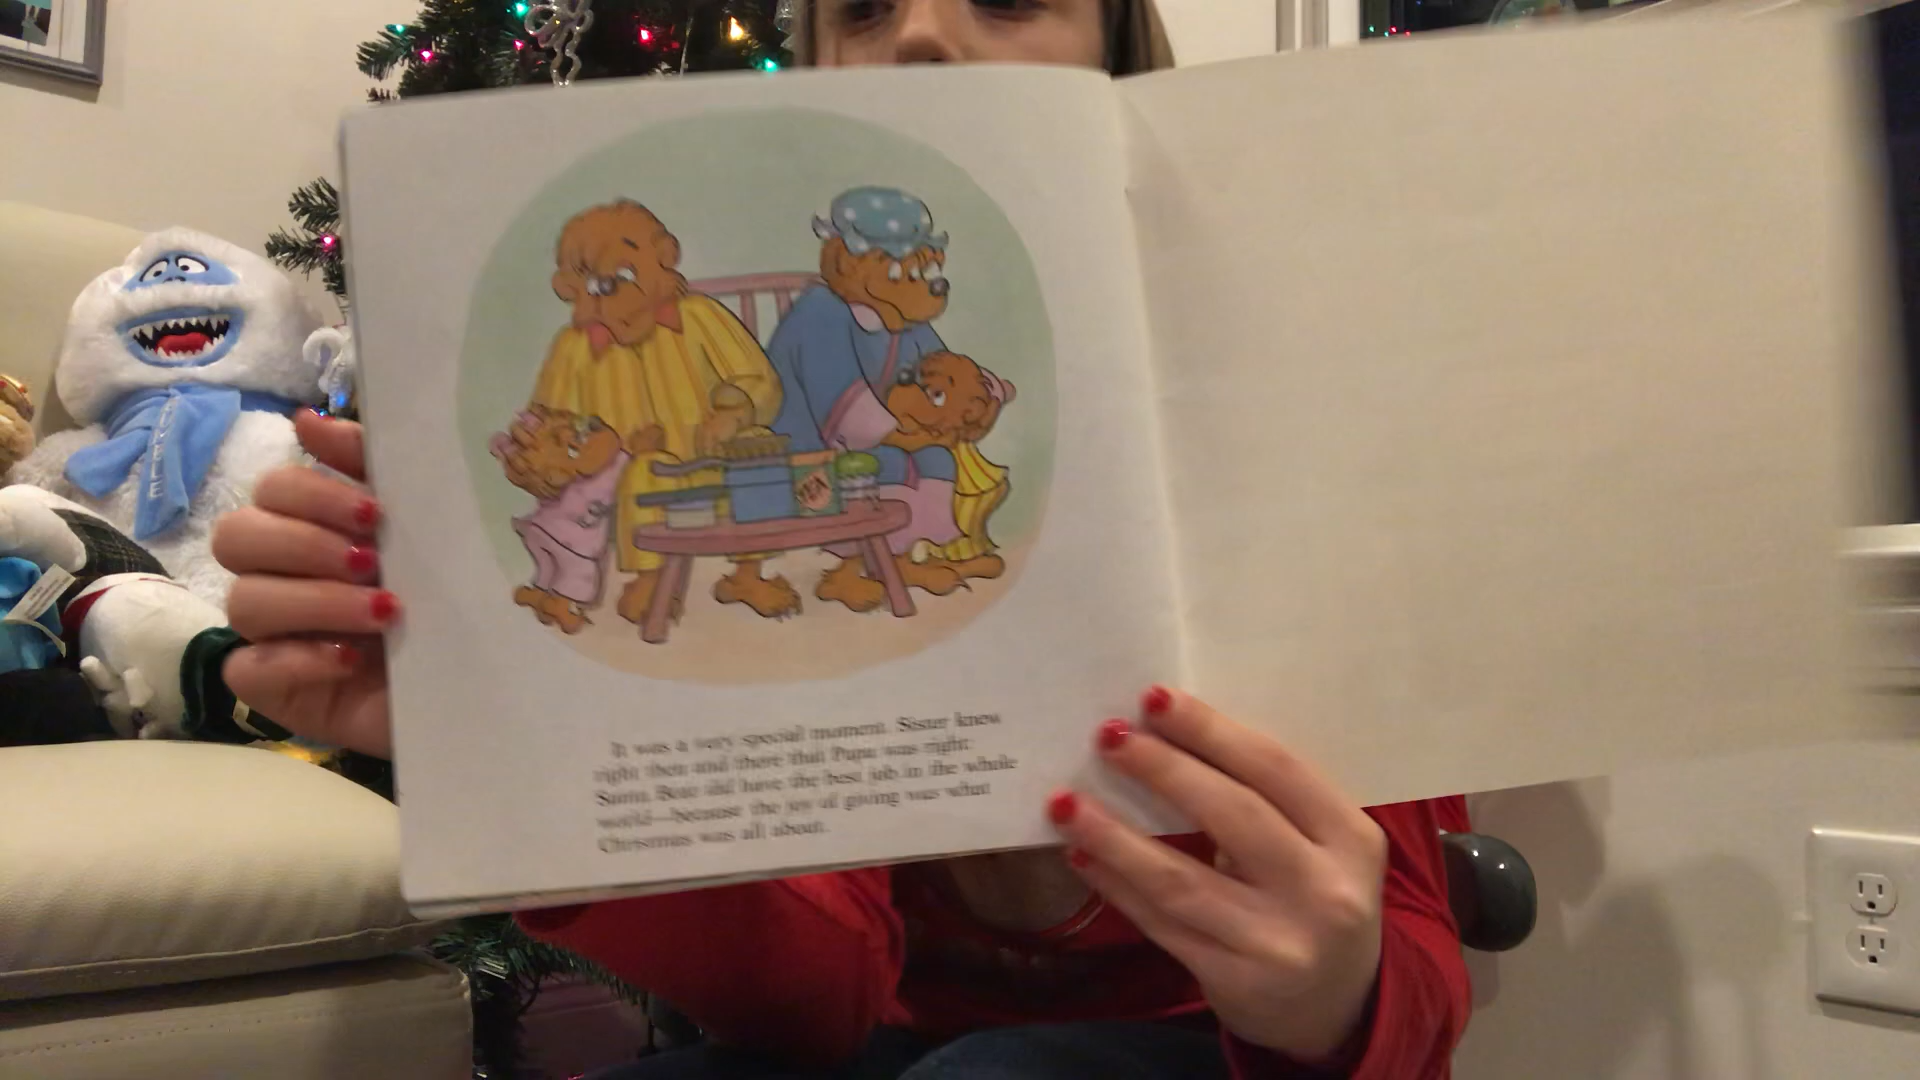 It was a very special moment. Sister knew
right then and there that Papa was right:
Santa Bear did have the best job in the whole
world—because the joy of giving was what
Christmas was all about.
TEA